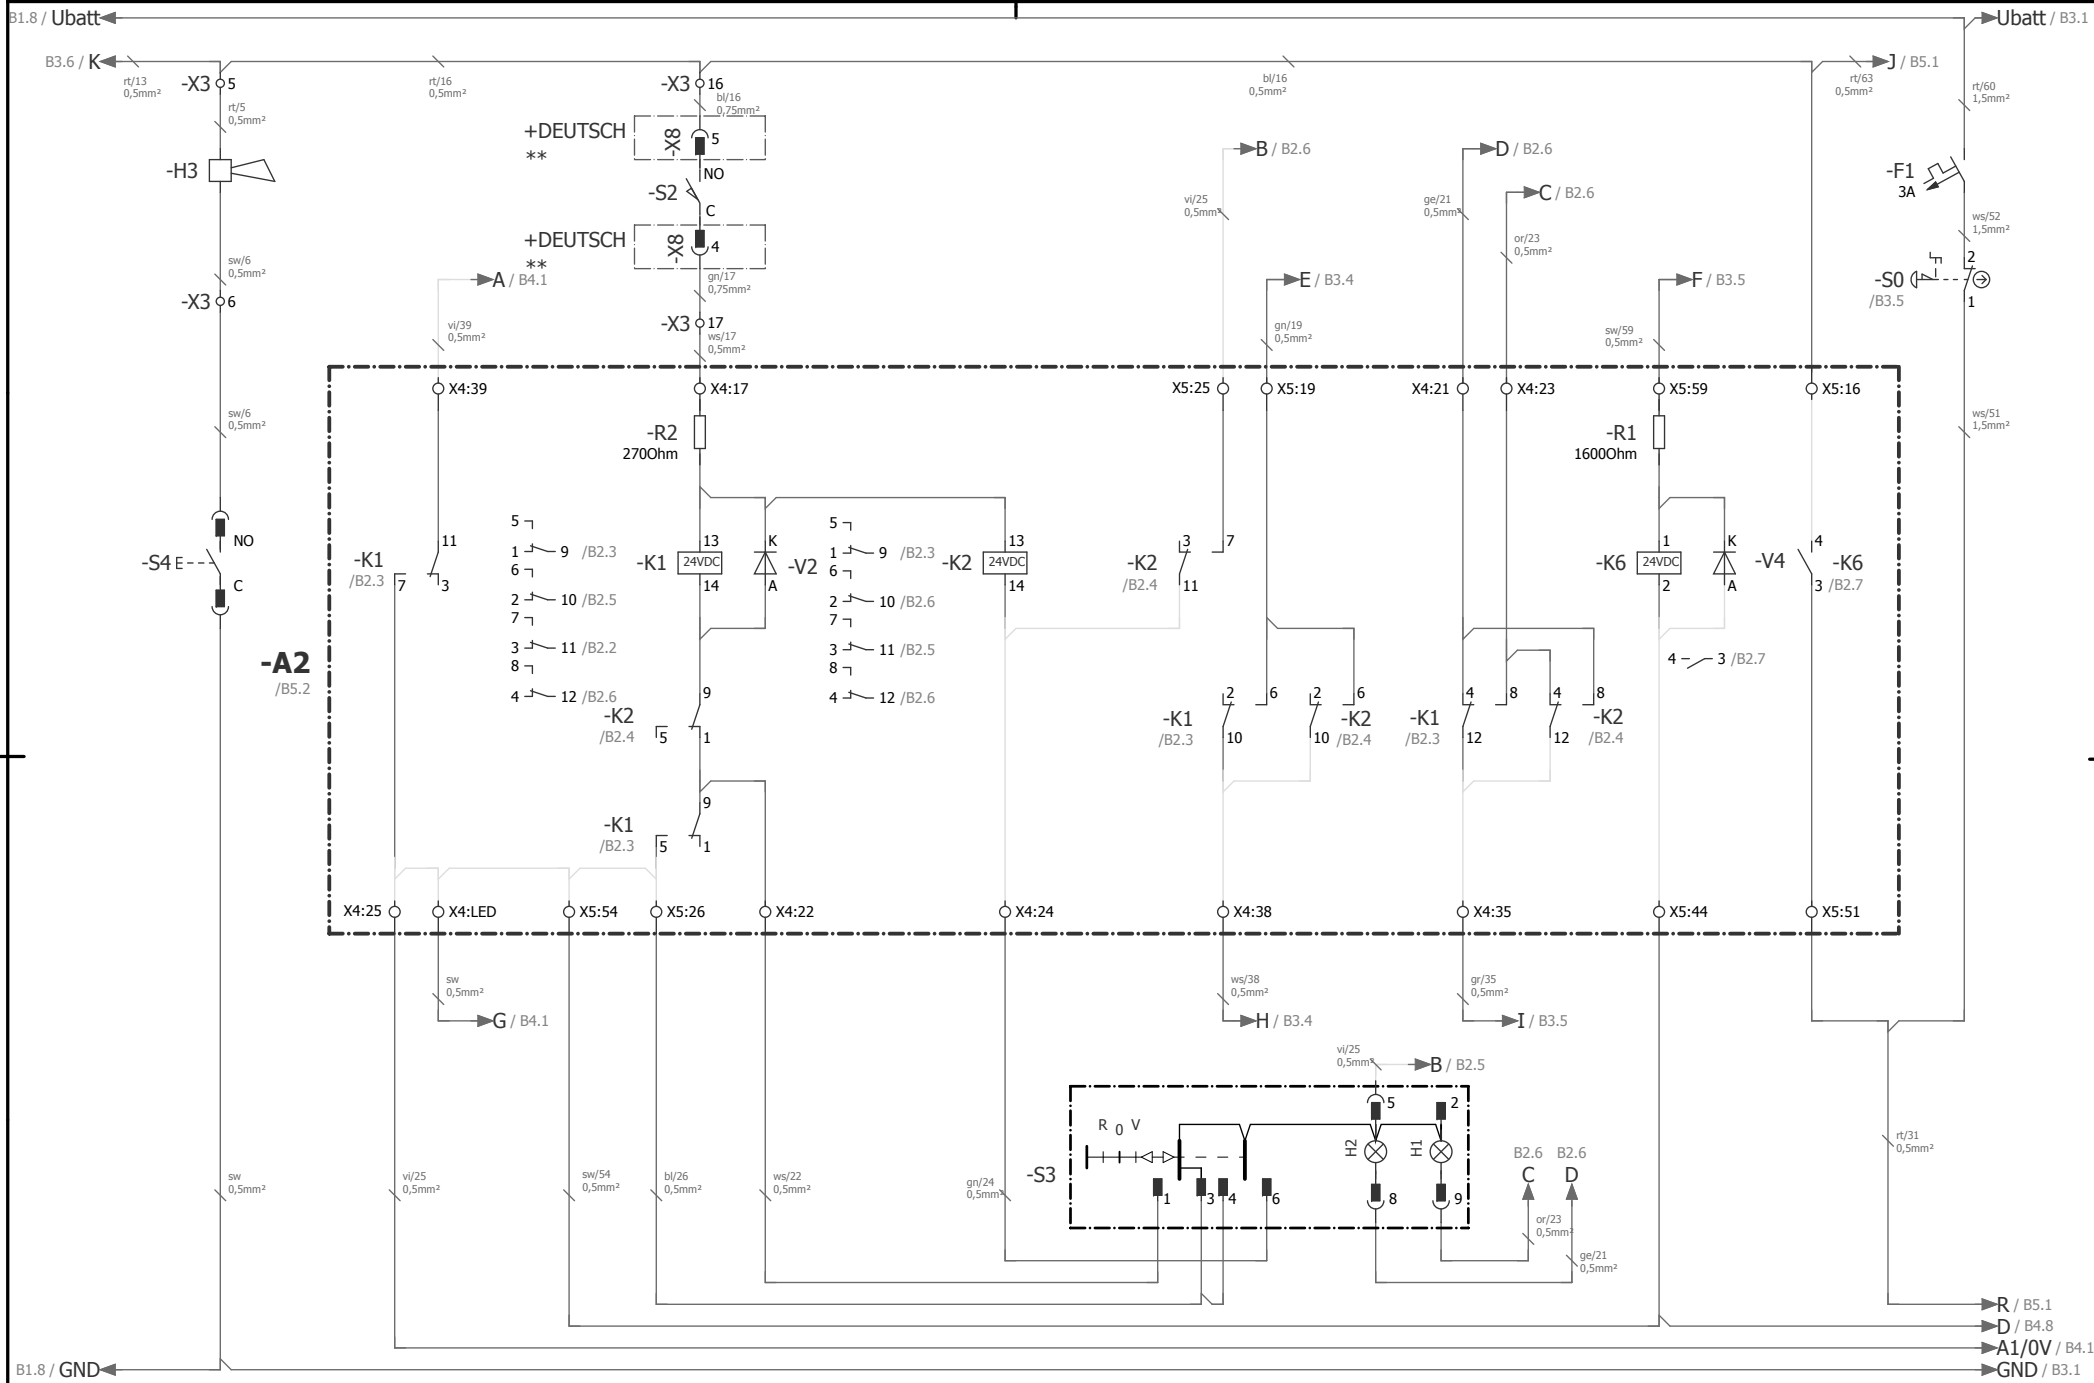 B1.8 / Ubatt
Ubatt / B3.1
B3.6 / K
J / B5.1
rt/13
0,5mm²
-X3 5
rt/16
0,5mm²
-X3 16
bl/16
0,5mm²
rt/63
0,5mm²
rt/60
1,5mm²
rt/5
0,5mm²
bl/16
0,75mm²
+DEUTSCH
**
-X8
5
B / B2.6
D / B2.6
-H3
NO
-S2
C
-F1
3A
C / B2.6
vi/25
0,5mm²
ge/21
0,5mm²
ws/52
1,5mm²
+DEUTSCH
**
-X8
4
or/23
0,5mm²
sw/6
0,5mm²
2
-S0
/B3.5
1
A / B4.1
gn/17
0,75mm²
E / B3.4
F / B3.5
-X3 6
vi/39
0,5mm²
-X3 17
ws/17
0,5mm²
gn/19
0,5mm²
sw/59
0,5mm²
X4:39
X4:17
X5:25
X5:19
X4:21
X4:23
X5:59
X5:16
sw/6
0,5mm²
-R2
270Ohm
-R1
1600Ohm
ws/51
1,5mm²
NO
-S4
E
C
-K1
/B2.3
11
7
3
5
1 9 /B2.3
6
2 10 /B2.5
7
3 11 /B2.2
8
4 12 /B2.6
-K1
13
24VDC
14
K
-V2
A
5
1 9 /B2.3
6
2 10 /B2.6
7
3 11 /B2.5
8
4 12 /B2.6
-K2
13
24VDC
14
-K2
/B2.4
3
7
11
-K6
1
24VDC
2
K
-V4
A
4
-K6
3 /B2.7
4 3 /B2.7
-A2
/B5.2
-K2
/B2.4
9
5
1
-K1
/B2.3
2
6
10
2
6
-K2
10 /B2.4
-K1
/B2.3
4
8
12
4
8
-K2
12 /B2.4
-K1
/B2.3
9
5
1
X4:25
X4:LED
X5:54
X5:26
X4:22
X4:24
X4:38
X4:35
X5:44
X5:51
sw
0,5mm²
ws/38
0,5mm²
gr/35
0,5mm²
G / B4.1
H / B3.4
I / B3.5
vi/25
0,5mm²
B / B2.5
R 0 V
5
2
H2
H1
-S3
1
3
4
6
8
9
B2.6
C
B2.6
D
rt/31
0,5mm²
sw
0,5mm²
vi/25
0,5mm²
sw/54
0,5mm²
bl/26
0,5mm²
ws/22
0,5mm²
gn/24
0,5mm²
or/23
0,5mm²
ge/21
0,5mm²
R / B5.1
D / B4.8
A1/0V / B4.1
B1.8 / GND
GND / B3.1